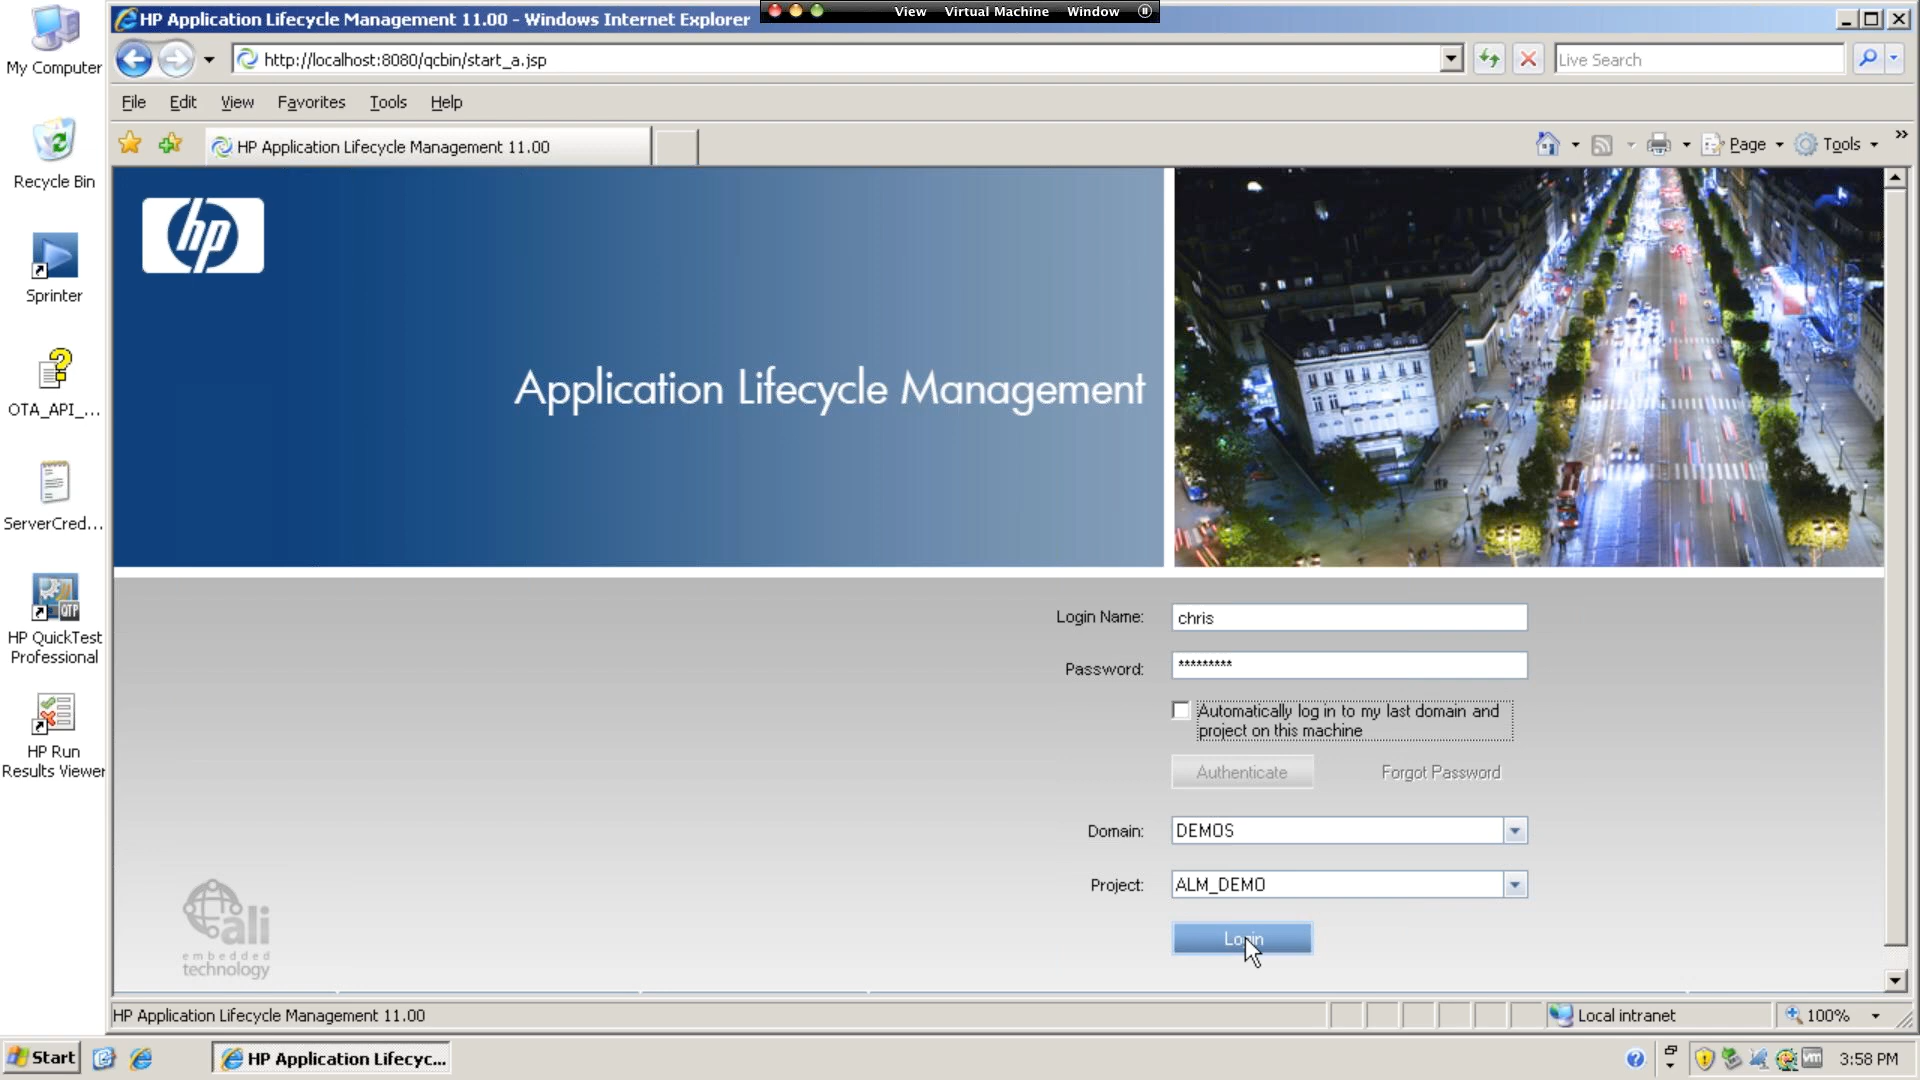 HP Application Lifecycle Management 11.00 - Windows Internet Explorer
View Virtual Machine Window
My Computer
http://localhost:8080/qcbin/start_a.jsp
Live Search
File Edit View Favorites Tools Help
HP Application Lifecycle Management 11.00
Page Tools »
Recycle Bin
hp
Sprinter
Application Lifecycle Management
OTA_API_...
ServerCred...
QTP
HP QuickTest
Professional
HP Run
Results Viewer
Login Name: chris
Password: *********
Automatically log in to my last domain and
project on this machine
Authenticate Forgot Password
Domain: DEMOS
Project: ALM_DEMO
Login
ali
embedded
technology
HP Application Lifecycle Management 11.00
Local intranet
100%
Start
HP Application Lifecyc...
vm
3:58 PM